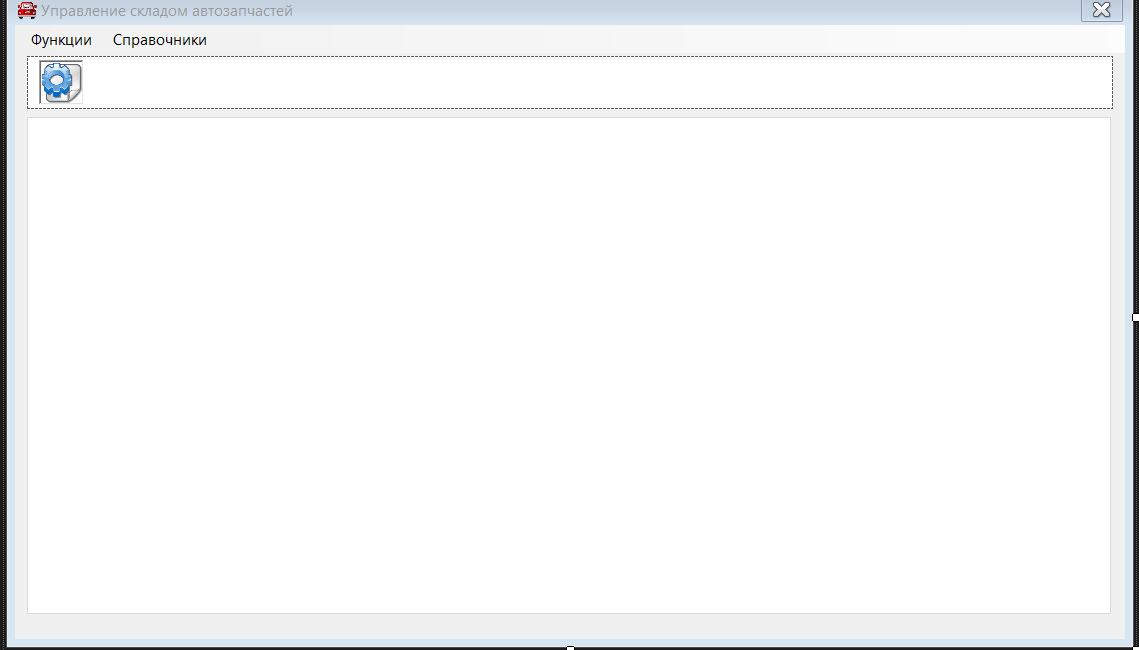 Управление складом автозапчастей
Функции Справочники